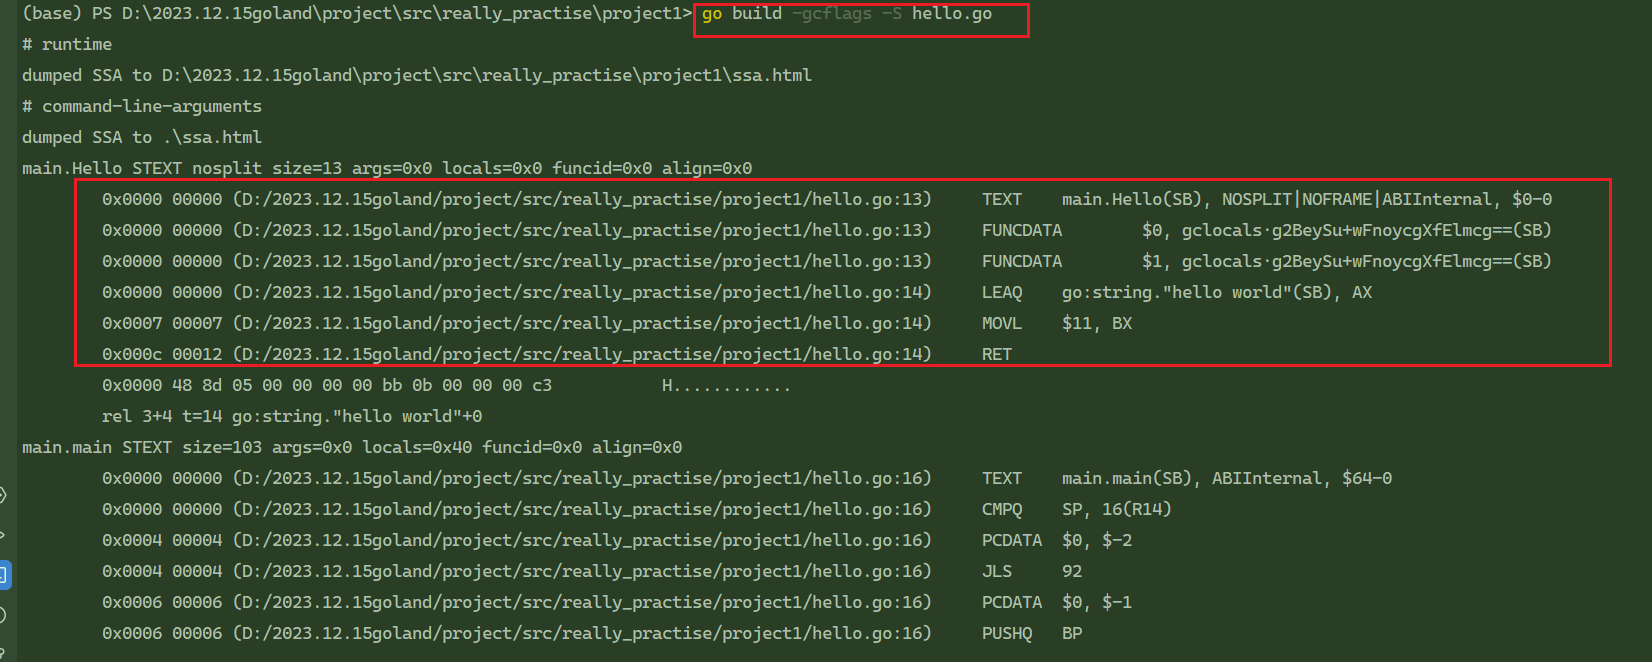 (base) PS D:\2023.12.15goland\project\src\really_practise\project1> go build -gcflags -S hello.go
# runtime
dumped SSA to D:\2023.12.15goland\project\src\really_practise\project1\ssa.html
# command-line-arguments
dumped SSA to .\ssa.html
main.Hello STEXT nosplit size=13 args=0x0 locals=0x0 funcid=0x0 align=0x0
0x0000 00000 (D:/2023.12.15goland/project/src/really_practise/project1/hello.go:13) TEXT main.Hello(SB), NOSPLIT|NOFRAME|ABIInternal, $0-0
0x0000 00000 (D:/2023.12.15goland/project/src/really_practise/project1/hello.go:13) FUNCDATA $0, gclocals·g2BeySu+wFnoycgXfElmcg==(SB)
0x0000 00000 (D:/2023.12.15goland/project/src/really_practise/project1/hello.go:13) FUNCDATA $1, gclocals·g2BeySu+wFnoycgXfElmcg==(SB)
0x0000 00000 (D:/2023.12.15goland/project/src/really_practise/project1/hello.go:14) LEAQ go:string."hello world"(SB), AX
0x0007 00007 (D:/2023.12.15goland/project/src/really_practise/project1/hello.go:14) MOVL $11, BX
0x000c 00012 (D:/2023.12.15goland/project/src/really_practise/project1/hello.go:14) RET
0x0000 48 8d 05 00 00 00 00 bb 0b 00 00 00 c3 H............
rel 3+4 t=14 go:string."hello world"+0
main.main STEXT size=103 args=0x0 locals=0x40 funcid=0x0 align=0x0
0x0000 00000 (D:/2023.12.15goland/project/src/really_practise/project1/hello.go:16) TEXT main.main(SB), ABIInternal, $64-0
0x0000 00000 (D:/2023.12.15goland/project/src/really_practise/project1/hello.go:16) CMPQ SP, 16(R14)
0x0004 00004 (D:/2023.12.15goland/project/src/really_practise/project1/hello.go:16) PCDATA $0, $-2
0x0004 00004 (D:/2023.12.15goland/project/src/really_practise/project1/hello.go:16) JLS 92
0x0006 00006 (D:/2023.12.15goland/project/src/really_practise/project1/hello.go:16) PCDATA $0, $-1
0x0006 00006 (D:/2023.12.15goland/project/src/really_practise/project1/hello.go:16) PUSHQ BP